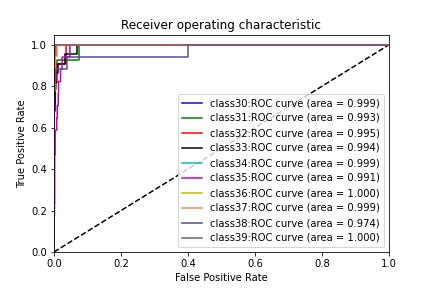 Receiver operating characteristic
True Positive Rate
1.0
0.8
0.6
0.4
0.2
0.0
class30:ROC curve (area = 0.999)
class31:ROC curve (area = 0.993)
class32:ROC curve (area = 0.995)
class33:ROC curve (area = 0.994)
class34:ROC curve (area = 0.999)
class35:ROC curve (area = 0.991)
class36:ROC curve (area = 1.000)
class37:ROC curve (area = 0.999)
class38:ROC curve (area = 0.974)
class39:ROC curve (area = 1.000)
0.0 0.2 0.4 0.6 0.8 1.0
False Positive Rate